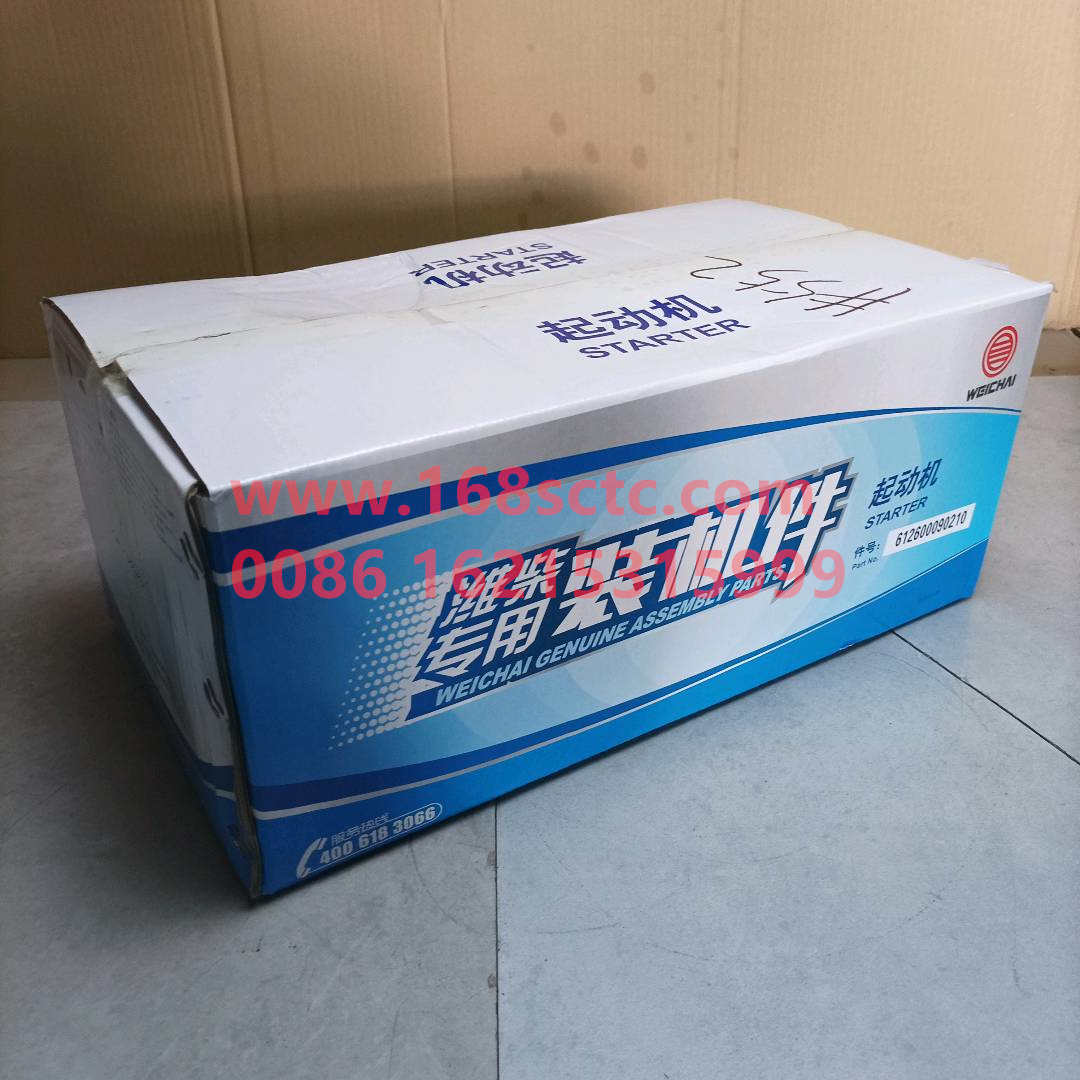 起动机
STARTER
起动机
STARTER
WEICHAI
www.168sctc.com
0086 16215315999
起动机
STARTER
件号：
Part No.
612600090210
潍柴
专用
装机件
WEICHAI GENUINE ASSEMBLY PARTS
服务热线
400 618 3066